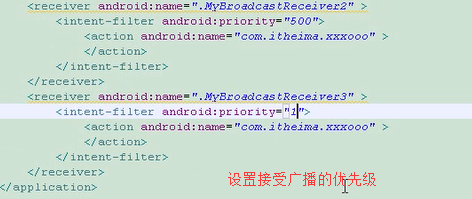 <receiver android:name=".MyBroadcastReceiver2" >
<intent-filter android:priority="500">
<action android:name="com.itheima.xxxooo" >
</action>
</intent-filter>
</receiver>
<receiver android:name=".MyBroadcastReceiver3" >
<intent-filter android:priority="1">
<action android:name="com.itheima.xxxooo" >
</action>
</intent-filter>
</receiver>
</application>
设置接受广播的优先级